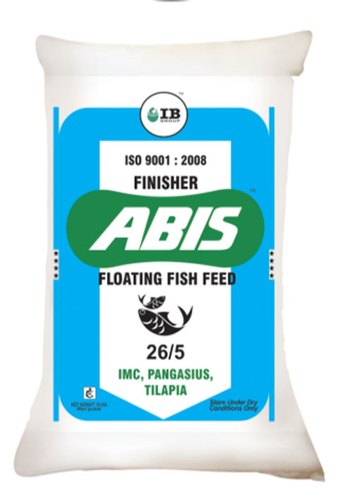 IB
GROUP
ISO 9001 : 2008
FINISHER
ABIS
TM
FLOATING FISH FEED
26/5
IMC, PANGASIUS,
TILAPIA
Store Under Dry
Conditions Only